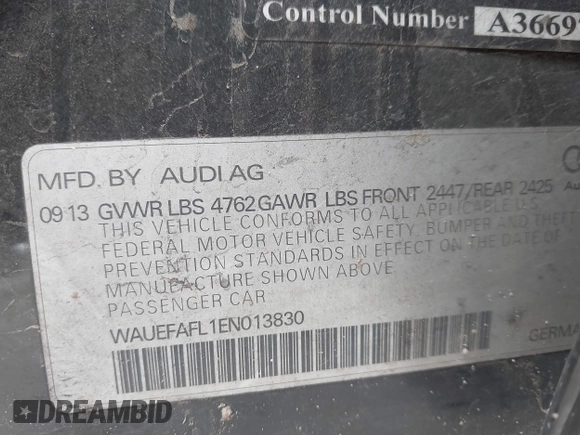 Control Number A3669
MFD. BY AUDI AG
0913 GVWR LBS 4762 GAWR LBS FRONT 2447/REAR 2425
THIS VEHICLE CONFORMS TO ALL APPLICABLE U.S.
FEDERAL MOTOR VEHICLE SAFETY, BUMPER AND THEFT
PREVENTION STANDARDS IN EFFECT ON THE DATE OF
MANUFACTURE SHOWN ABOVE
PASSENGER CAR
WAUEFAFL1EN013830
GERMA
DREAMBID